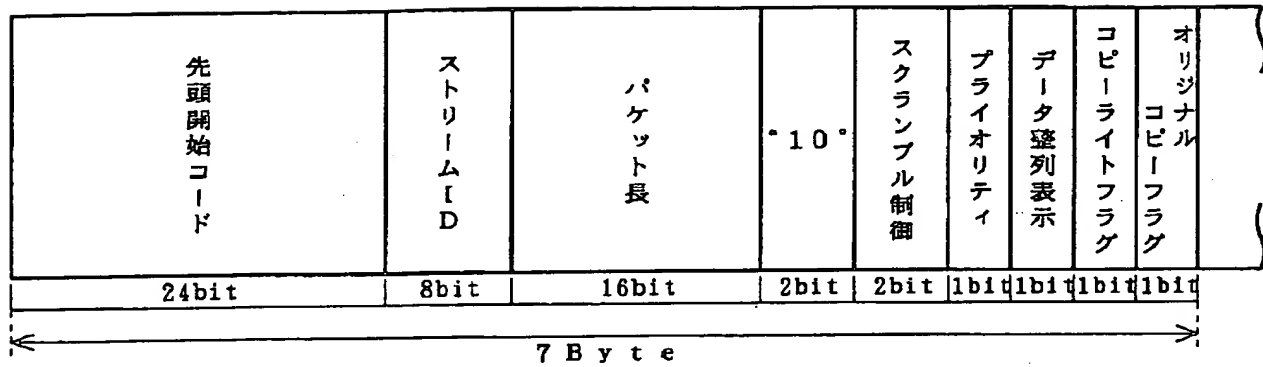 先頭開始コード
ストリームID
パケット長
"10"
スクランブル制御
プライオリティ
データ整列表示
コピーライトフラグ
オリジナル
コピーフラグ
24bit
8bit
16bit
2bit
2bit
1bit
1bit
1bit
1bit
7Byte